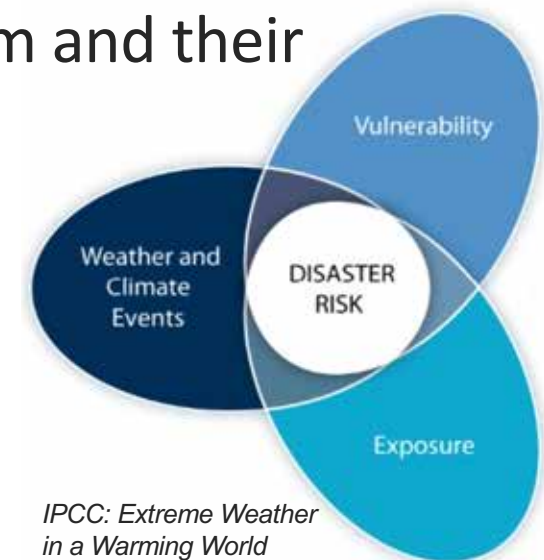 m and their
Vulnerability
Weather and
Climate
Events
DISASTER
RISK
Exposure
IPCC: Extreme Weather
in a Warming World